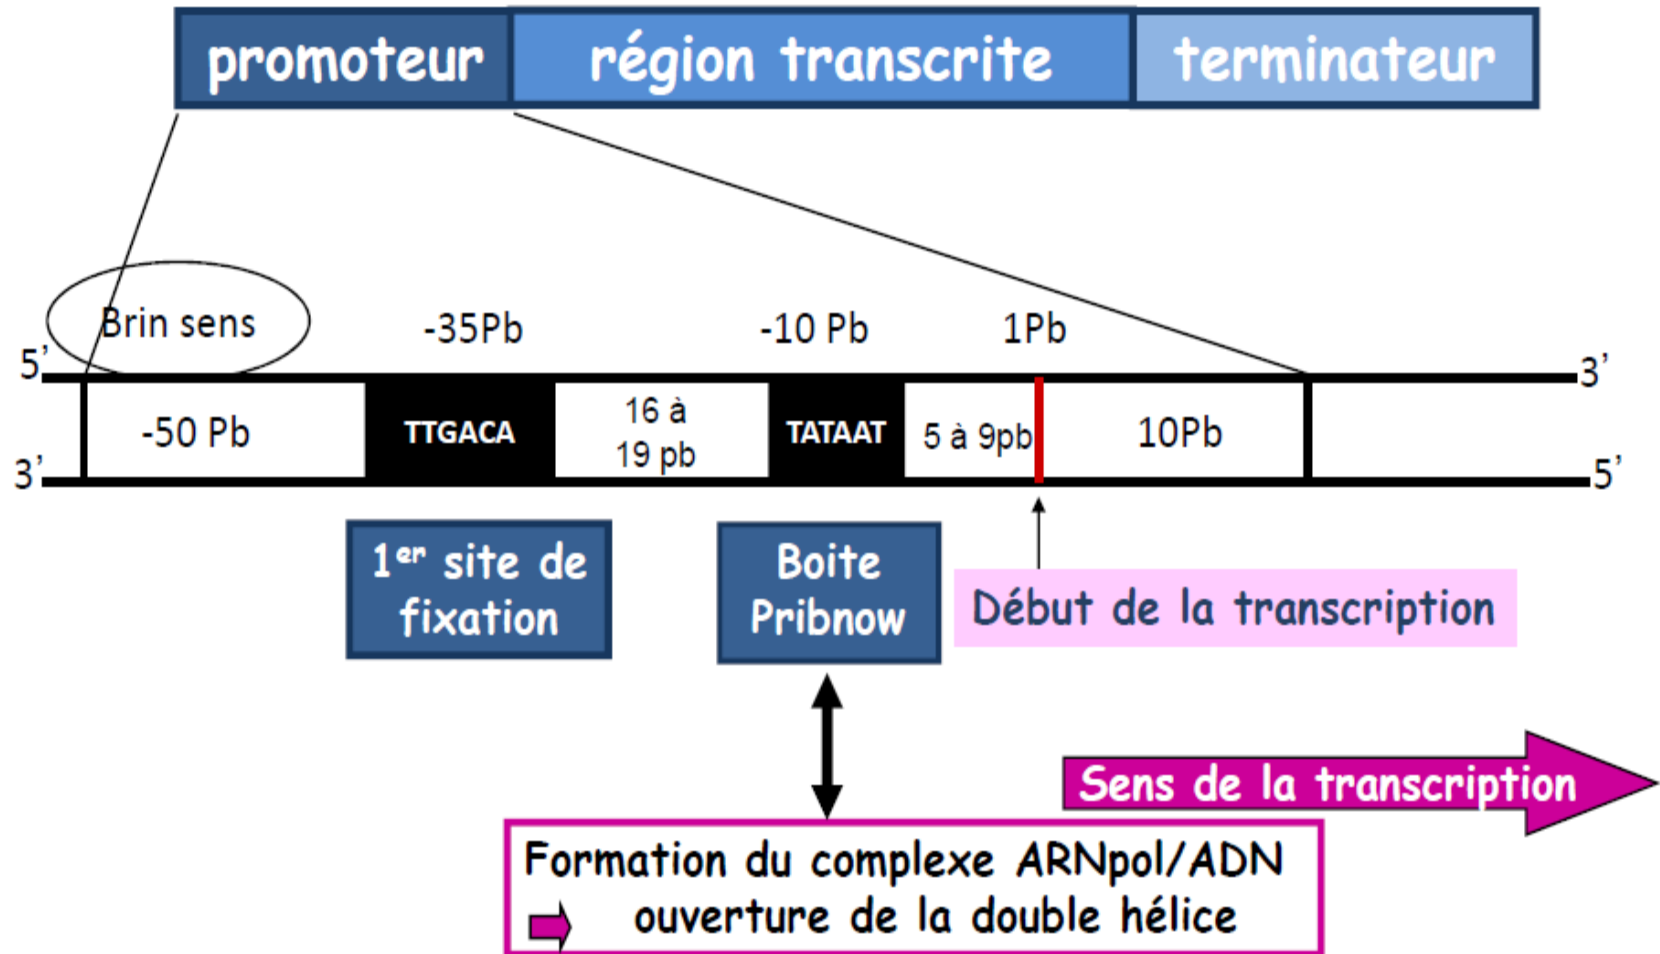 promoteur
région transcrite
terminateur
Brin sens
-35Pb
-10 Pb
1Pb
5’
3’
-50 Pb
TTGACA
16 à
19 pb
TATAAT
5 à 9pb
10Pb
3’
5’
1er site de
fixation
Boite
Pribnow
Début de la transcription
Sens de la transcription
Formation du complexe ARNpol/ADN
ouverture de la double hélice